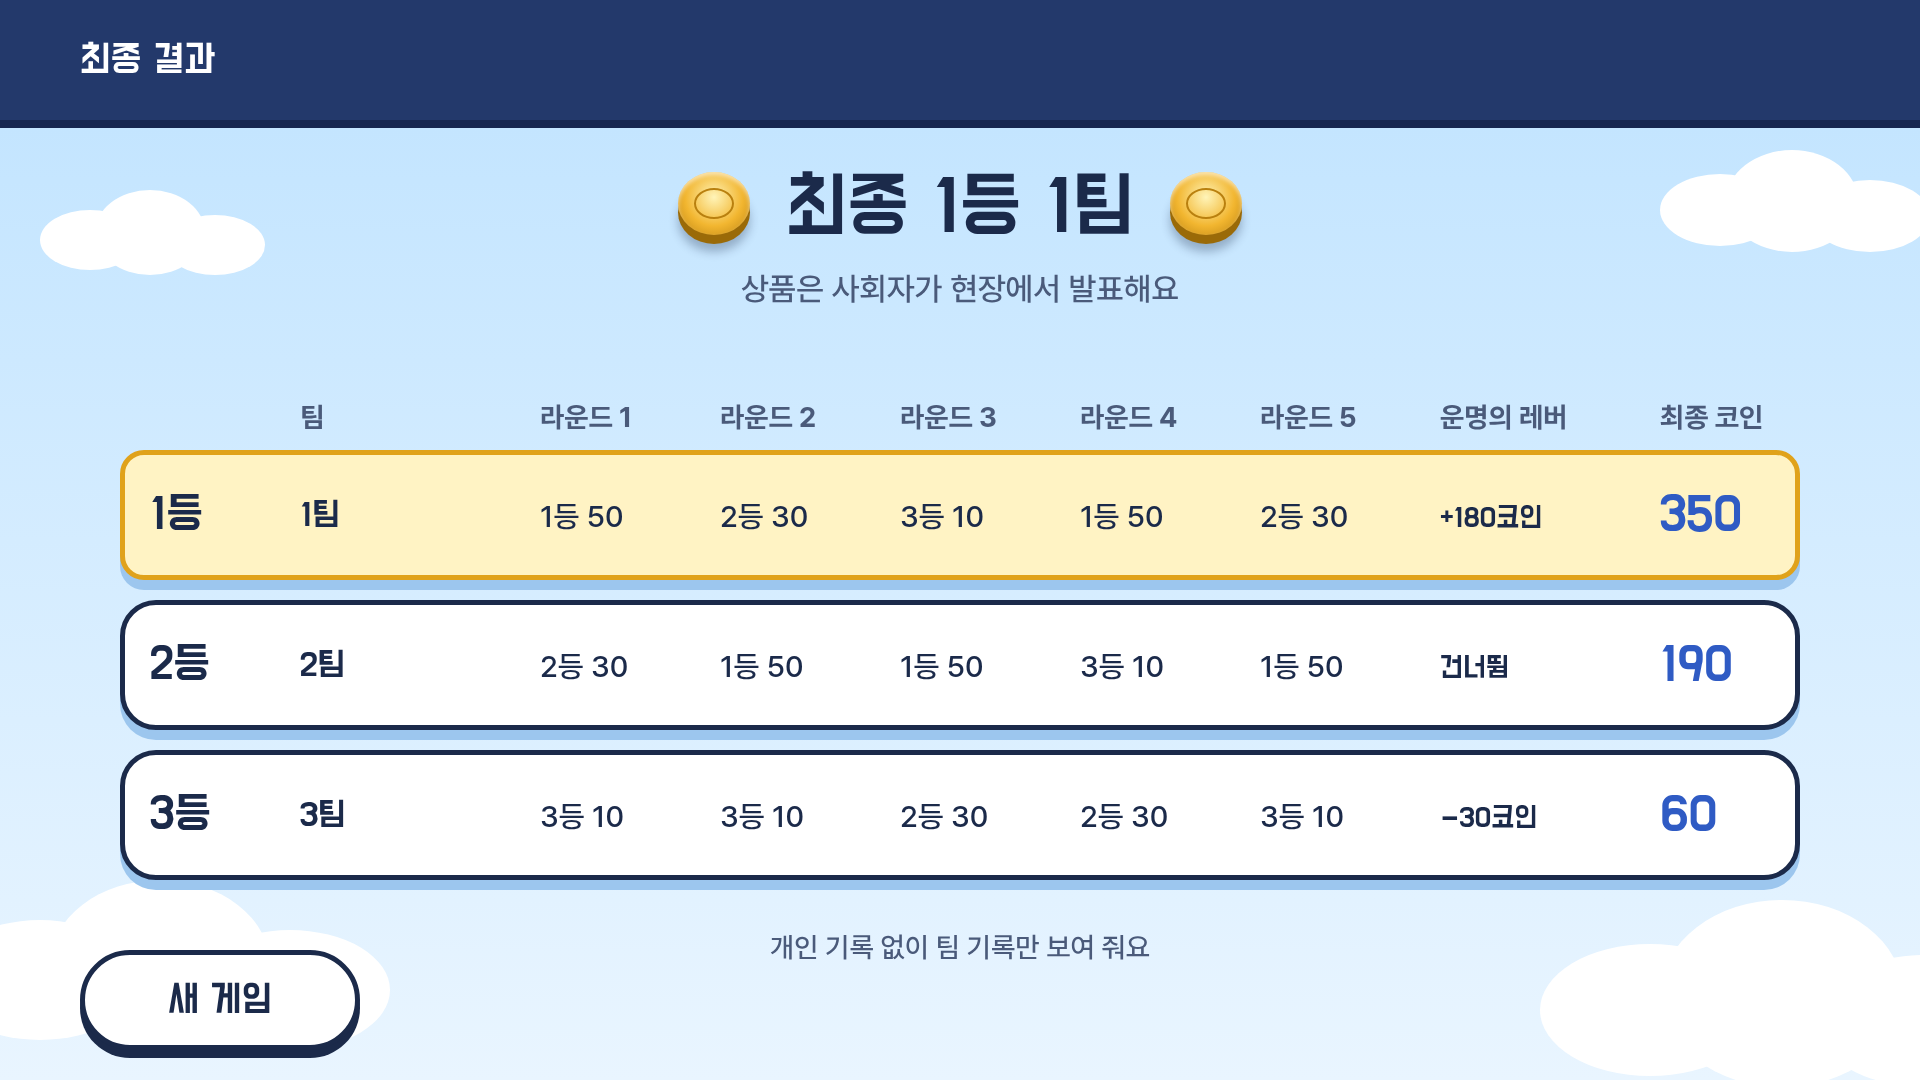 최종 결과
최종 1등 1팀
상품은 사회자가 현장에서 발표해요
팀 라운드 1 라운드 2 라운드 3 라운드 4 라운드 5 운명의 레버 최종 코인
1등 1팀 1등 50 2등 30 3등 10 1등 50 2등 30 +180코인 350
2등 2팀 2등 30 1등 50 1등 50 3등 10 1등 50 건너뜀 190
3등 3팀 3등 10 3등 10 2등 30 2등 30 3등 10 −30코인 60
개인 기록 없이 팀 기록만 보여 줘요
새 게임